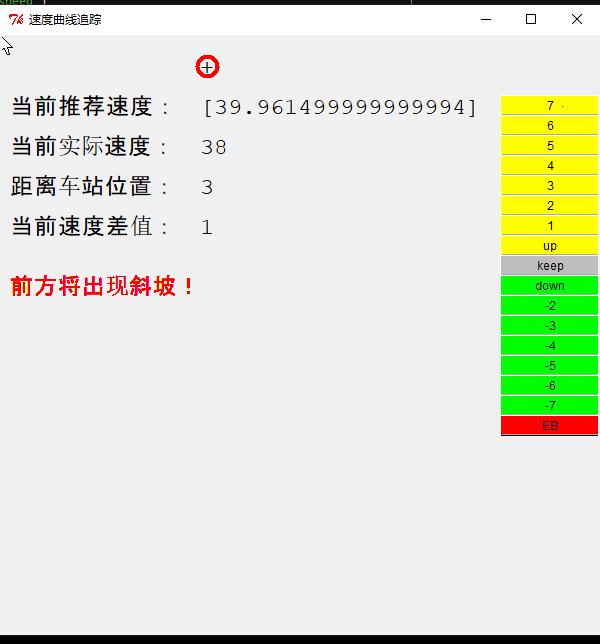 速度曲线追踪
当前推荐速度： [39.961499999999994]
当前实际速度： 38
距离车站位置： 3
当前速度差值： 1
前方将出现斜坡！
7
6
5
4
3
2
1
up
keep
down
-2
-3
-4
-5
-6
-7
EB